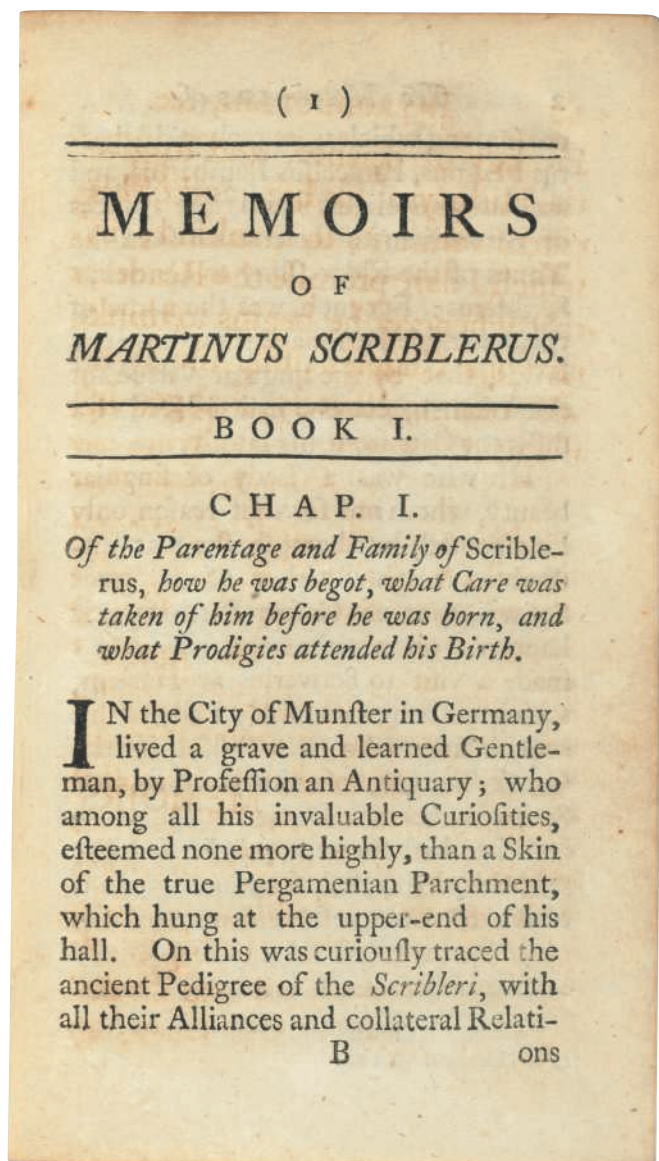 ( 1 )
MEMOIRS
OF
MARTINUS SCRIBLERUS.
BOOK I.
CHAP. I.
Of the Parentage and Family of Scrible-
rus, how he was begot, what Care was
taken of him before he was born, and
what Prodigies attended his Birth.
IN the City of Munſter in Germany,
lived a grave and learned Gentle-
man, by Profeſſion an Antiquary; who
among all his invaluable Curioſities,
eſteemed none more highly, than a Skin
of the true Pergamenian Parchment,
which hung at the upper-end of his
hall. On this was curiouſly traced the
ancient Pedigree of the Scribleri, with
all their Alliances and collateral Relati-
B ons